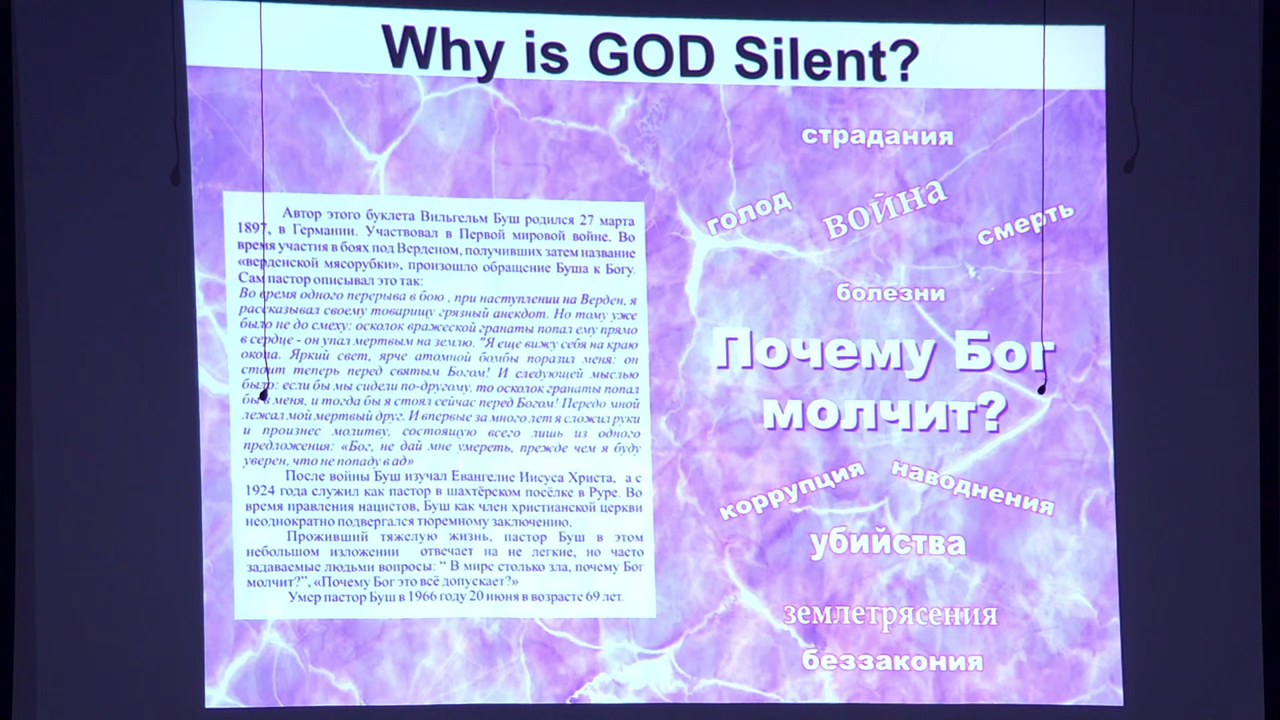 Why is GOD Silent?
Автор этого буклета Вильгельм Буш родился 27 марта
1897, в Германии. Участвовал в Первой мировой войне. Во
время участия в боях под Верденом, получивших затем название
«верденской мясорубки», произошло обращение Буша к Богу.
Сам пастор описывал это так:
Во время одного перерыва в бою , при наступлении на Верден, я
рассказывал своему товарищу грязный анекдот. Но тому уже
было не до смеху: осколок вражеской гранаты попал ему прямо
в сердце - он упал мертвым на землю. "Я еще вижу себя на краю
окопа. Яркий свет, ярче атомной бомбы поразил меня: он
стоит теперь перед святым Богом! И следующей мыслью
было: если бы мы сидели по-другому, то осколок гранаты попал
бы в меня, и тогда бы я стоял сейчас перед Богом! Передо мной
лежал мой мертвый друг. И впервые за много лет я сложил руки
и произнес молитву, состоящую всего лишь из одного
предложения: «Бог, не дай мне умереть, прежде чем я буду
уверен, что не попаду в ад»
После войны Буш изучал Евангелие Иисуса Христа, а с
1924 года служил как пастор в шахтёрском посёлке в Руре. Во
время правления нацистов, Буш как член христианской церкви
неоднократно подвергался тюремному заключению.
Проживший тяжелую жизнь, пастор Буш в этом
небольшом изложении отвечает на не легкие, но часто
задаваемые людьми вопросы: “ В мире столько зла, почему Бог
молчит?”, «Почему Бог это всё допускает?»
Умер пастор Буш в 1966 году 20 июня в возрасте 69 лет.
страдания
голод
война
смерть
болезни
Почему Бог
молчит?
коррупция
наводнения
убийства
землетрясения
беззакония